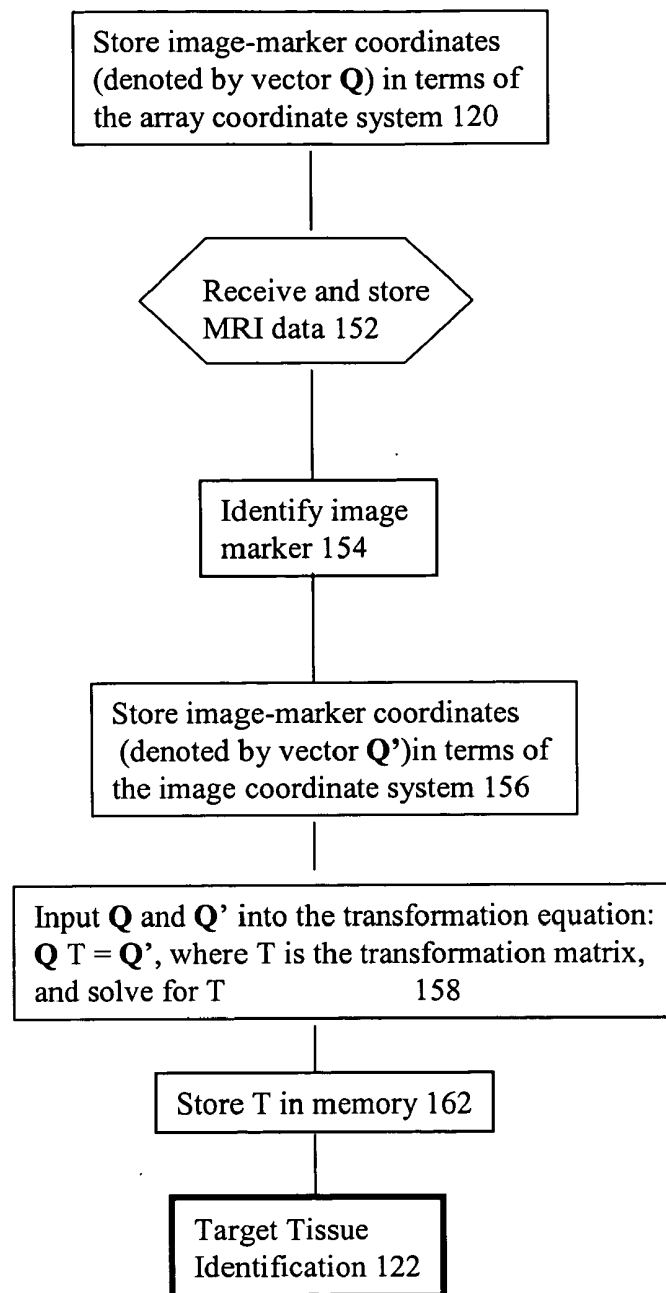 Store image-marker coordinates
(denoted by vector Q) in terms of
the array coordinate system 120
Receive and store
MRI data 152
Identify image
marker 154
Store image-marker coordinates
(denoted by vector Q’)in terms of
the image coordinate system 156
Input Q and Q’ into the transformation equation:
Q T = Q’, where T is the transformation matrix,
and solve for T 158
Store T in memory 162
Target Tissue
Identification 122